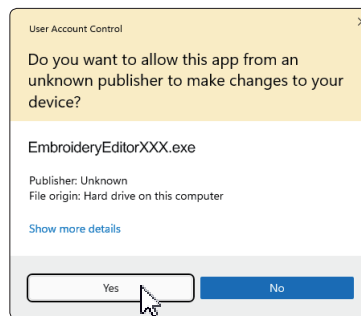 User Account Control
Do you want to allow this app from an
unknown publisher to make changes to your
device?
EmbroideryEditorXXX.exe
Publisher: Unknown
File origin: Hard drive on this computer
Show more details
Yes
No